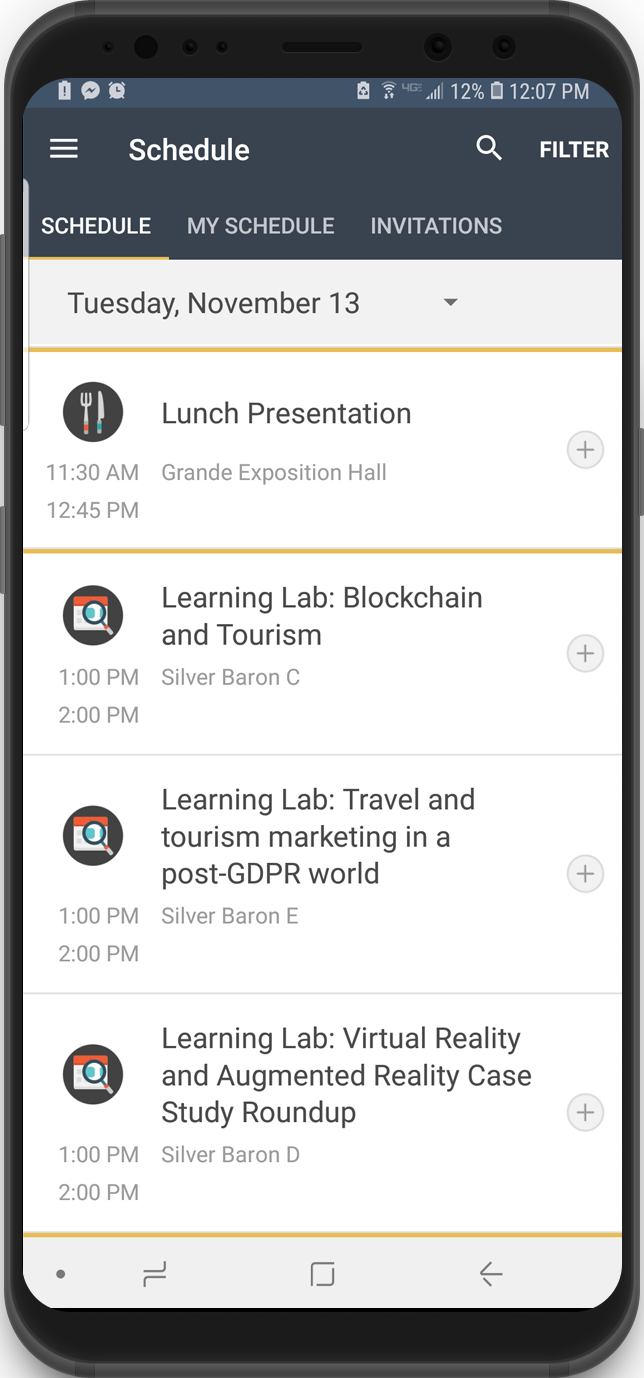 4GE 12% 12:07 PM
Schedule FILTER
SCHEDULE MY SCHEDULE INVITATIONS
Tuesday, November 13
Lunch Presentation
11:30 AM Grande Exposition Hall
12:45 PM
Learning Lab: Blockchain
and Tourism
1:00 PM Silver Baron C
2:00 PM
Learning Lab: Travel and
tourism marketing in a
post-GDPR world
1:00 PM Silver Baron E
2:00 PM
Learning Lab: Virtual Reality
and Augmented Reality Case
Study Roundup
1:00 PM Silver Baron D
2:00 PM